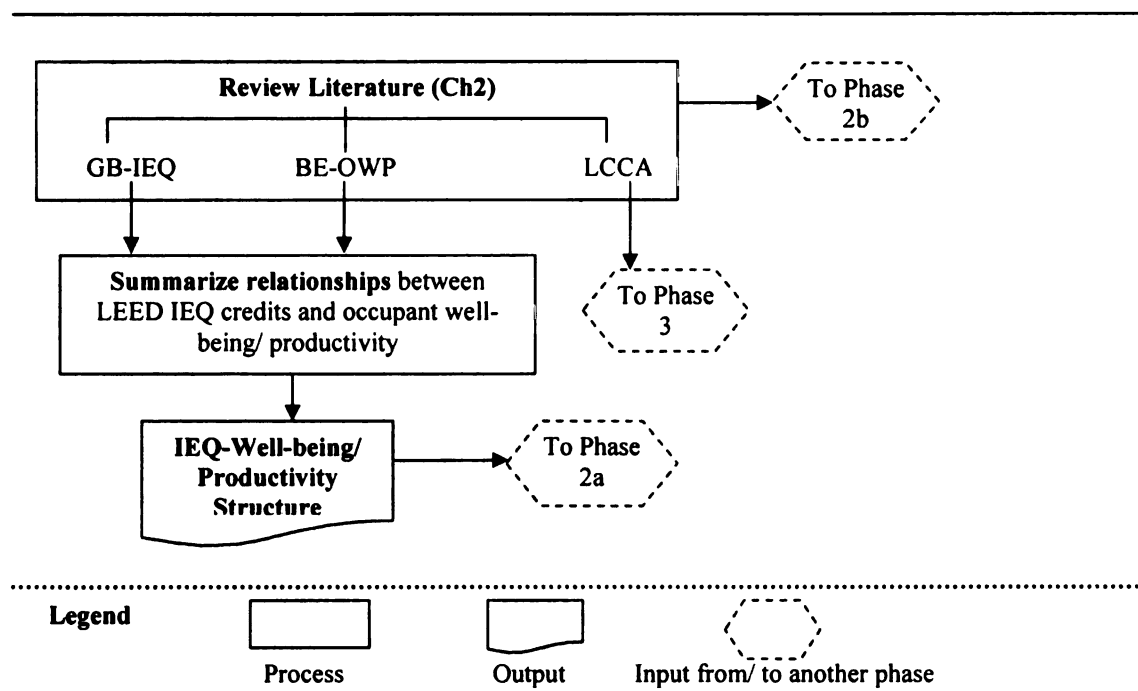 Review Literature (Ch2)
To Phase
2b
GB-IEQ BE-OWP LCCA
Summarize relationships between
LEED IEQ credits and occupant well-
being/ productivity
To Phase
3
IEQ-Well-being/
Productivity
Structure
To Phase
2a
Legend
Process Output Input from/ to another phase